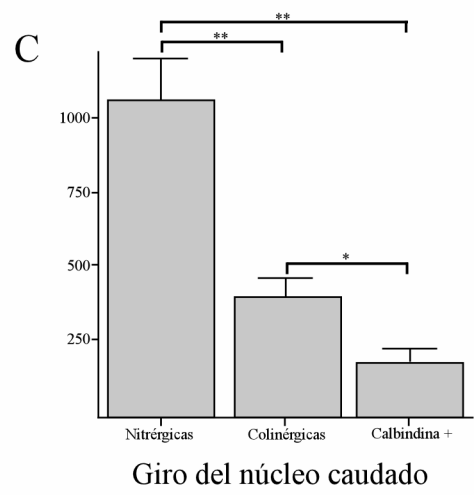 **
C
**
1000
750
500
*
250
Nitrérgicas Colinérgicas Calbindina +
Giro del núcleo caudado